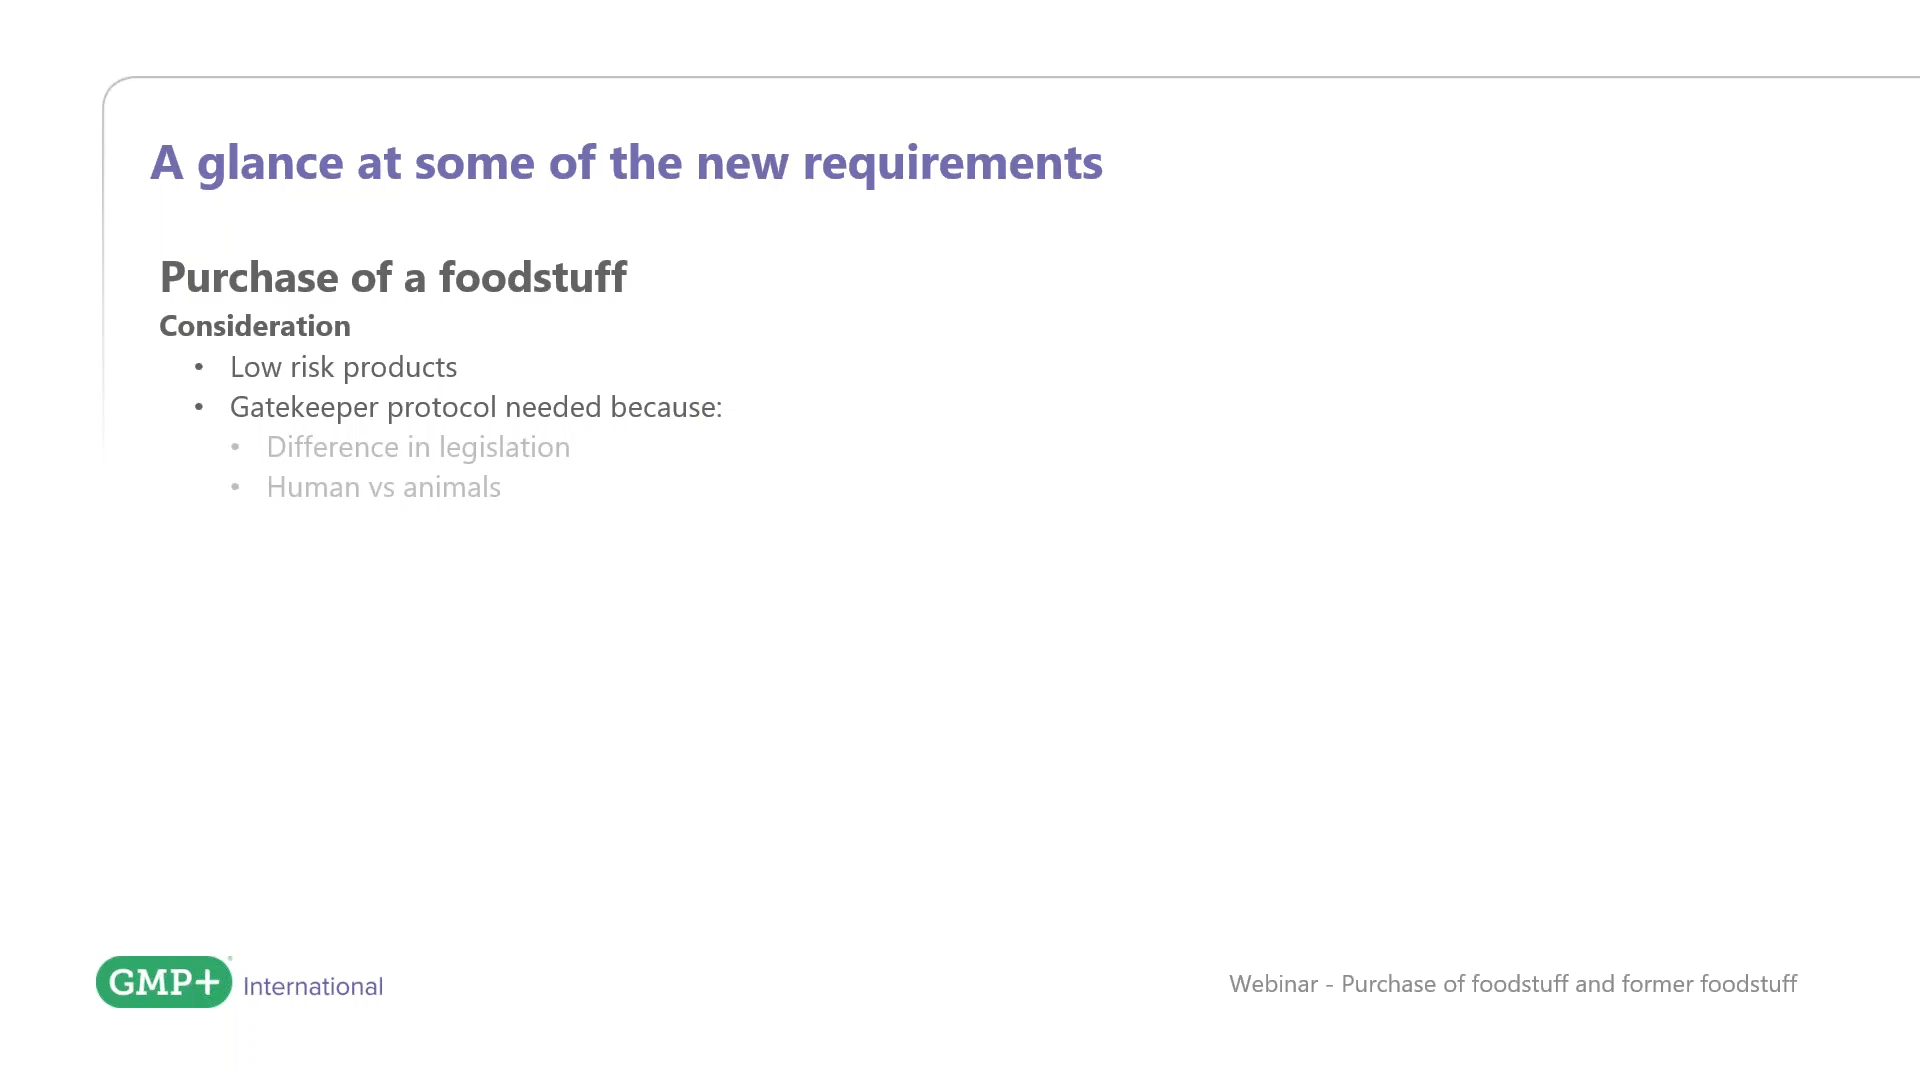 A glance at some of the new requirements
Purchase of a foodstuff
Consideration
• Low risk products
• Gatekeeper protocol needed because:
• Difference in legislation
• Human vs animals
GMP+ International
Webinar - Purchase of foodstuff and former foodstuff